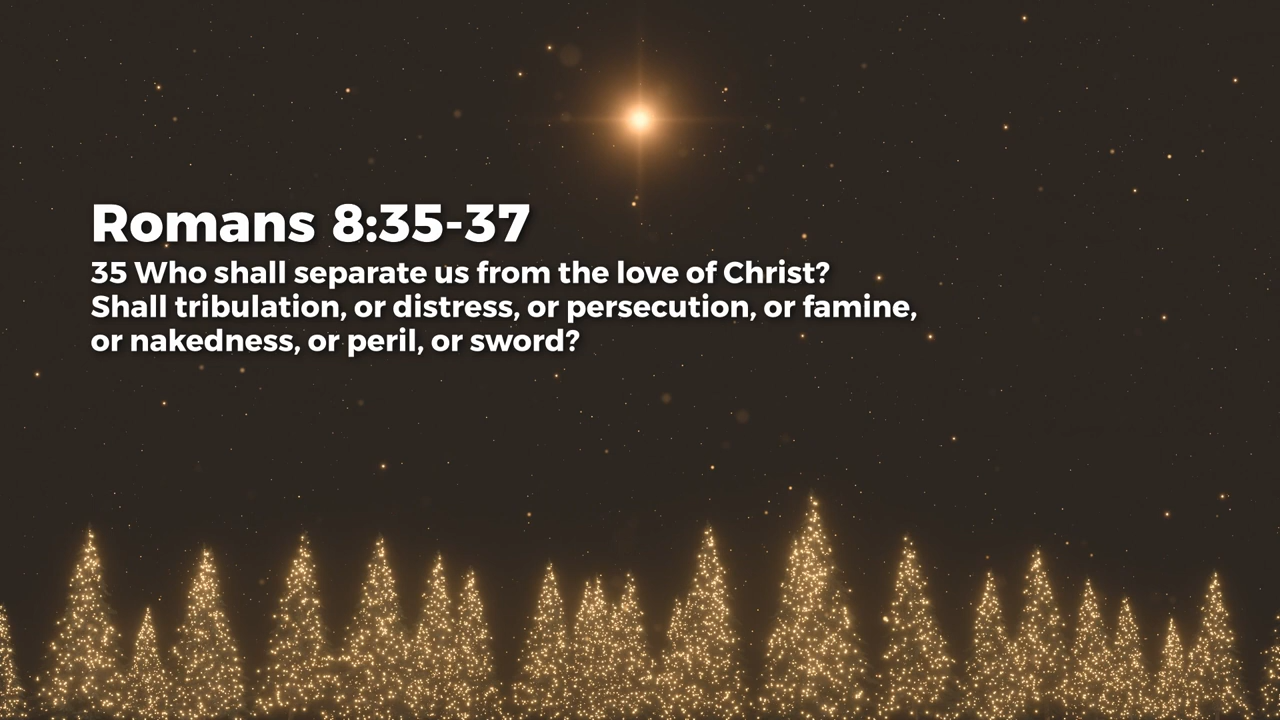 Romans 8:35-37
35 Who shall separate us from the love of Christ?
Shall tribulation, or distress, or persecution, or famine,
or nakedness, or peril, or sword?